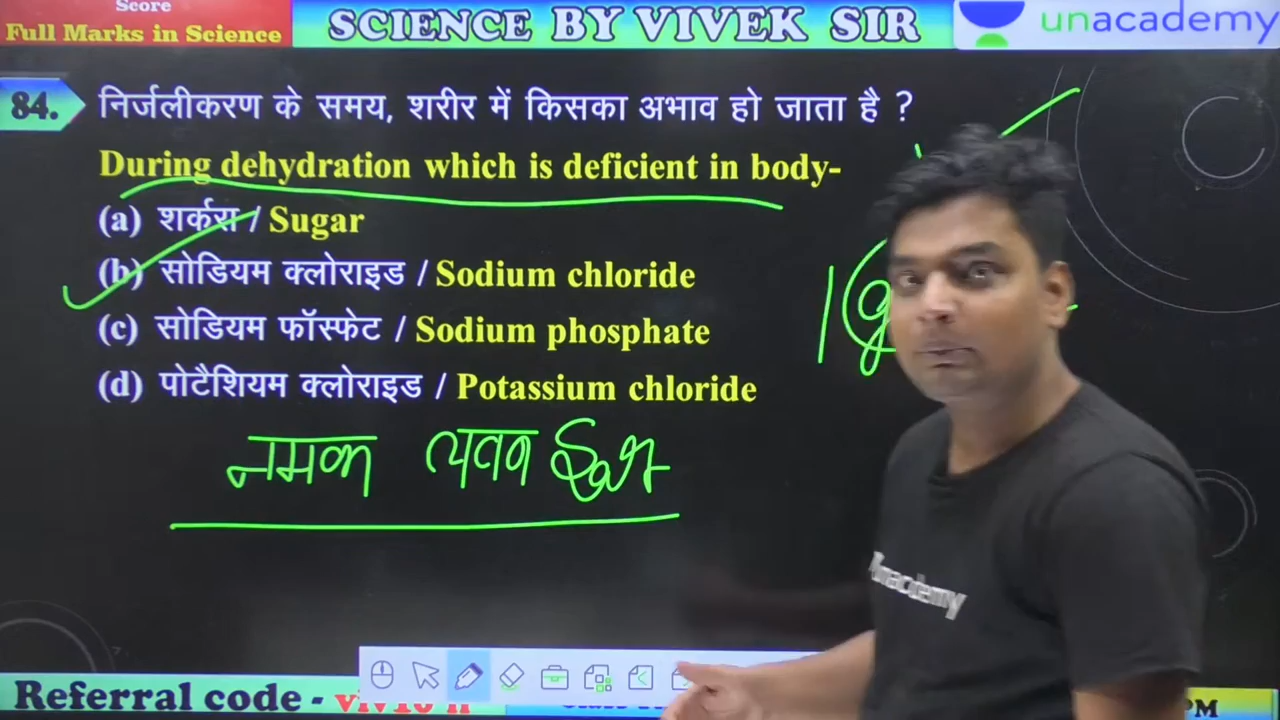 Score
Full Marks in Science
SCIENCE BY VIVEK SIR
unacademy
84. निर्जलीकरण के समय, शरीर में किसका अभाव हो जाता है ?
During dehydration which is deficient in body-
(a) शर्करा / Sugar
(b) सोडियम क्लोराइड / Sodium chloride
(c) सोडियम फॉस्फेट / Sodium phosphate
(d) पोटैशियम क्लोराइड / Potassium chloride
नमक
unacademy
Referral code -
PM